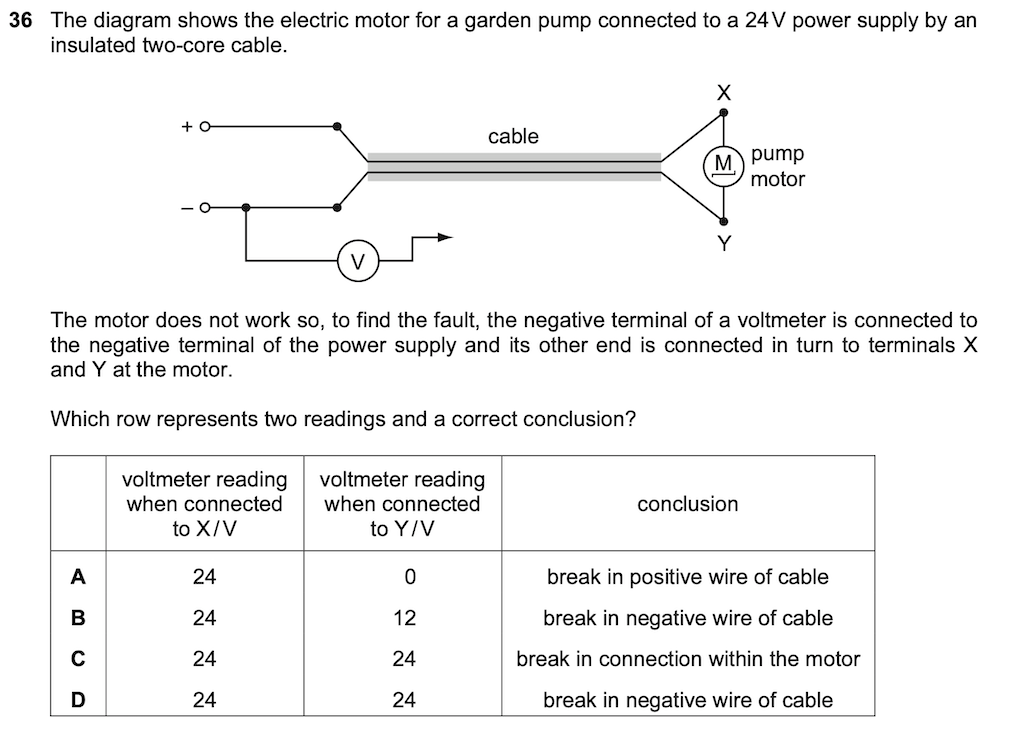 36 The diagram shows the electric motor for a garden pump connected to a 24 V power supply by an
insulated two-core cable.
X
+
cable
M
pump
motor
–
Y
V
The motor does not work so, to find the fault, the negative terminal of a voltmeter is connected to
the negative terminal of the power supply and its other end is connected in turn to terminals X
and Y at the motor.
Which row represents two readings and a correct conclusion?
voltmeter reading when connected to X / V
voltmeter reading when connected to Y / V
conclusion
A 24 0 break in positive wire of cable
B 24 12 break in negative wire of cable
C 24 24 break in connection within the motor
D 24 24 break in negative wire of cable